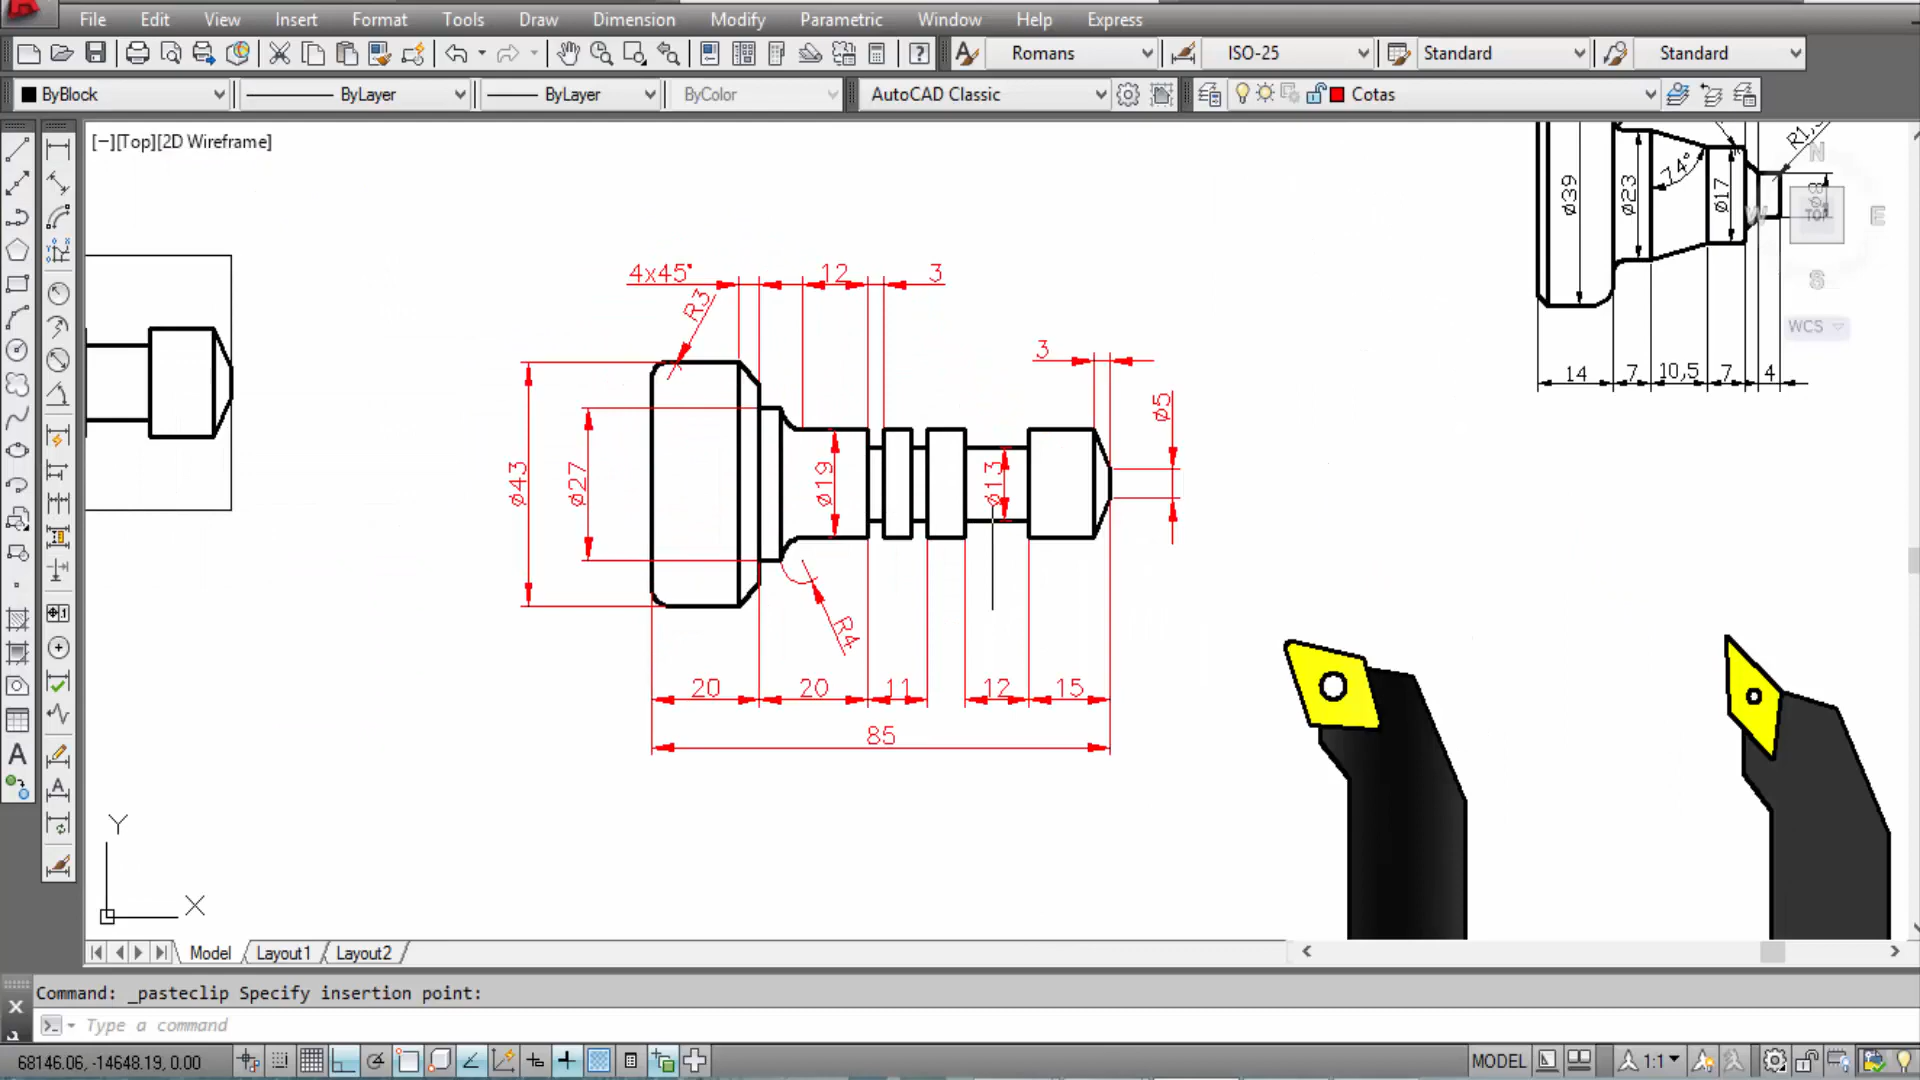 File Edit View Insert Format Tools Draw Dimension Modify Parametric Window Help Express
Romans ISO-25 Standard Standard
ByBlock ByLayer ByLayer ByColor AutoCAD Classic Cotas
[−][Top][2D Wireframe]
N
W TOP E
S
WCS
ø39 ø23 14° ø17
14 7 10,5 7 4
4x45° 12 3
R3
3
ø5
ø43 ø27 ø19 ø13
R4
20 20 11 12 15
85
Y
X
Model Layout1 Layout2
Command: _pasteclip Specify insertion point:
Type a command
68146.06, -14648.19, 0.00 MODEL 1:1